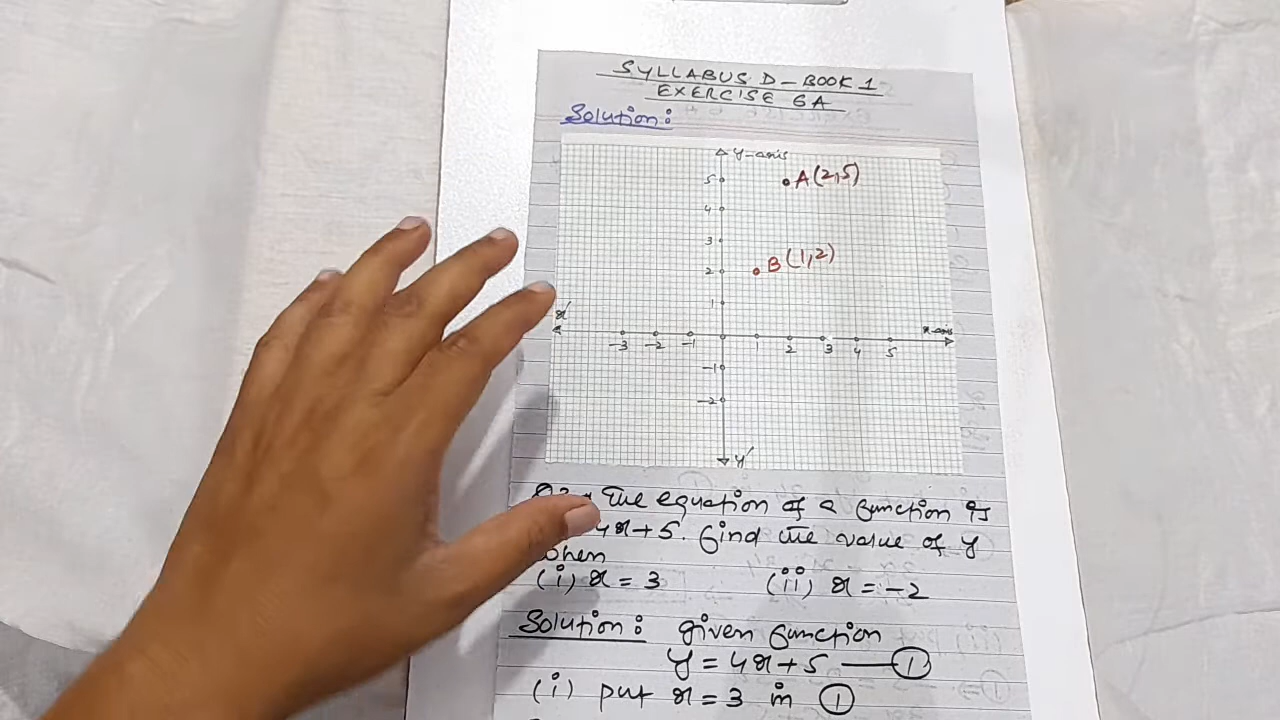 SYLLABUS D - BOOK 1
EXERCISE 6A
Solution:
y-axis
5
A(2,5)
4
3
2
B(1,2)
1
x'
x-axis
-3 -2 -1 1 2 3 4 5
-1
-2
y'
The equation of a function is
4x+5. Find the value of y
when
(i) x = 3 (ii) x = -2
Solution: given function
y = 4x+5 ——①
(i) put x = 3 in ①